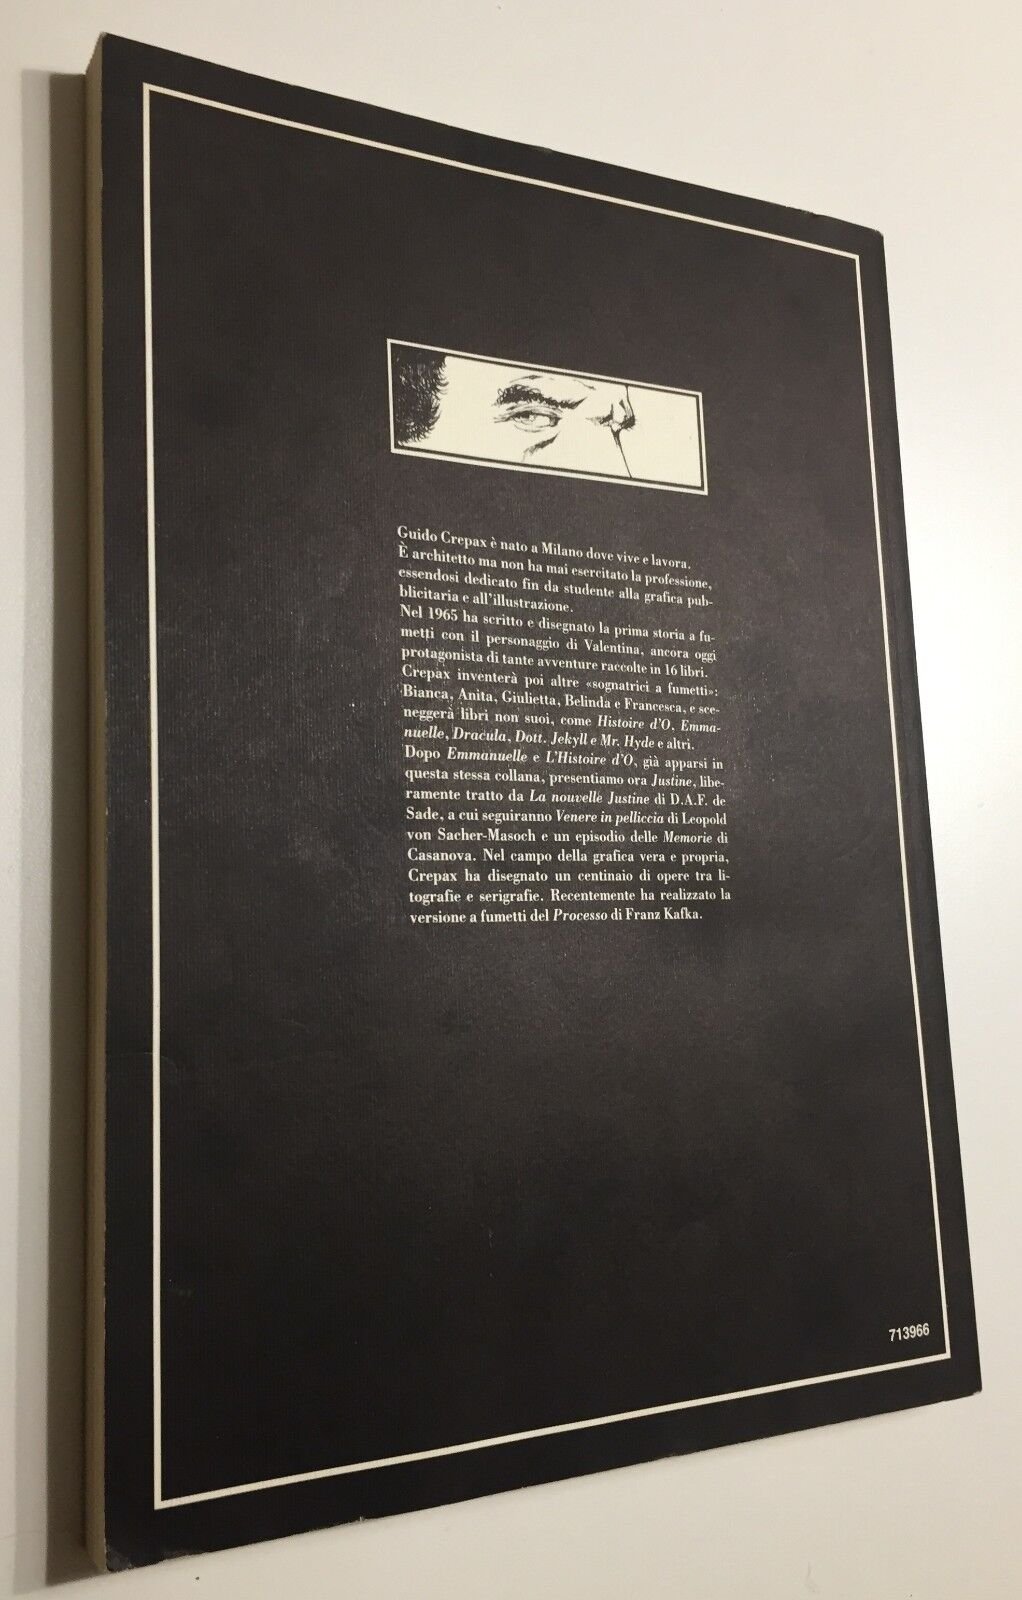 Guido Crepax è nato a Milano dove vive e lavora.
È architetto ma non ha mai esercitato la professione,
essendosi dedicato fin da studente alla grafica pub-
blicitaria e all'illustrazione.
Nel 1965 ha scritto e disegnato la prima storia a fu-
metti con il personaggio di Valentina, ancora oggi
protagonista di tante avventure raccolte in 16 libri.
Crepax inventerà poi altre «sognatrici a fumetti»:
Bianca, Anita, Giulietta, Belinda e Francesca, e sce-
neggerà libri non suoi, come Histoire d'O, Emma-
nuelle, Dracula, Dott. Jekyll e Mr. Hyde e altri.
Dopo Emmanuelle e L'Histoire d'O, già apparsi in
questa stessa collana, presentiamo ora Justine, libe-
ramente tratto da La nouvelle Justine di D.A.F. de
Sade, a cui seguiranno Venere in pelliccia di Leopold
von Sacher-Masoch e un episodio delle Memorie di
Casanova. Nel campo della grafica vera e propria,
Crepax ha disegnato un centinaio di opere tra li-
tografie e serigrafie. Recentemente ha realizzato la
versione a fumetti del Processo di Franz Kafka.
713966